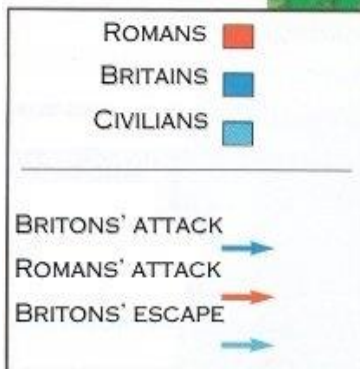 ROMANS
BRITAINS
CIVILIANS
BRITONS' ATTACK
ROMANS' ATTACK
BRITONS' ESCAPE